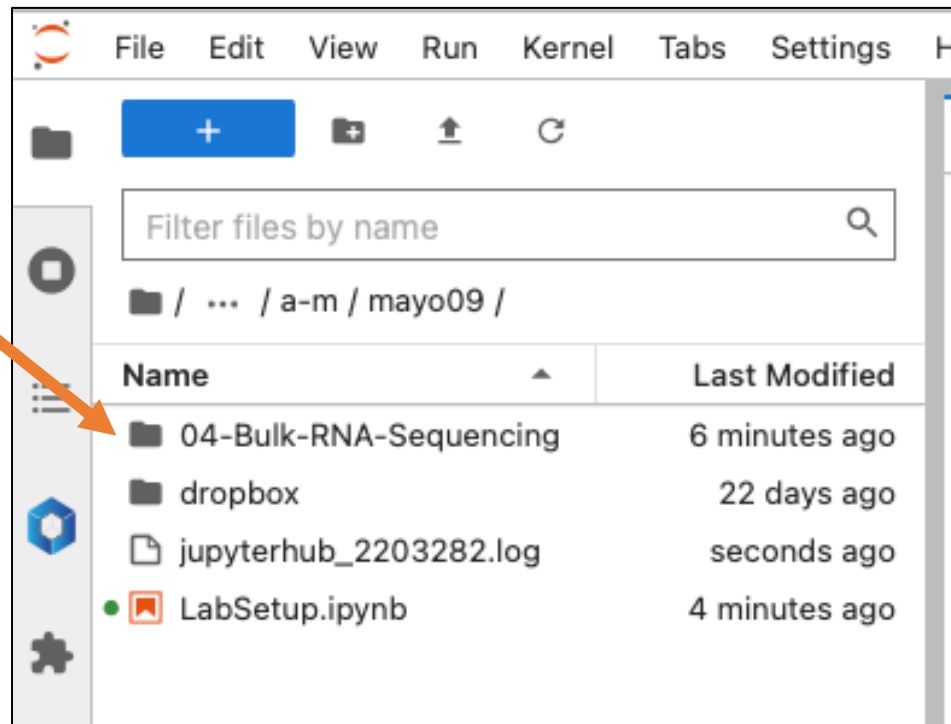 File Edit View Run Kernel Tabs Settings H
+
Filter files by name
/ ... / a-m / mayo09 /
Name Last Modified
04-Bulk-RNA-Sequencing 6 minutes ago
dropbox 22 days ago
jupyterhub_2203282.log seconds ago
LabSetup.ipynb 4 minutes ago